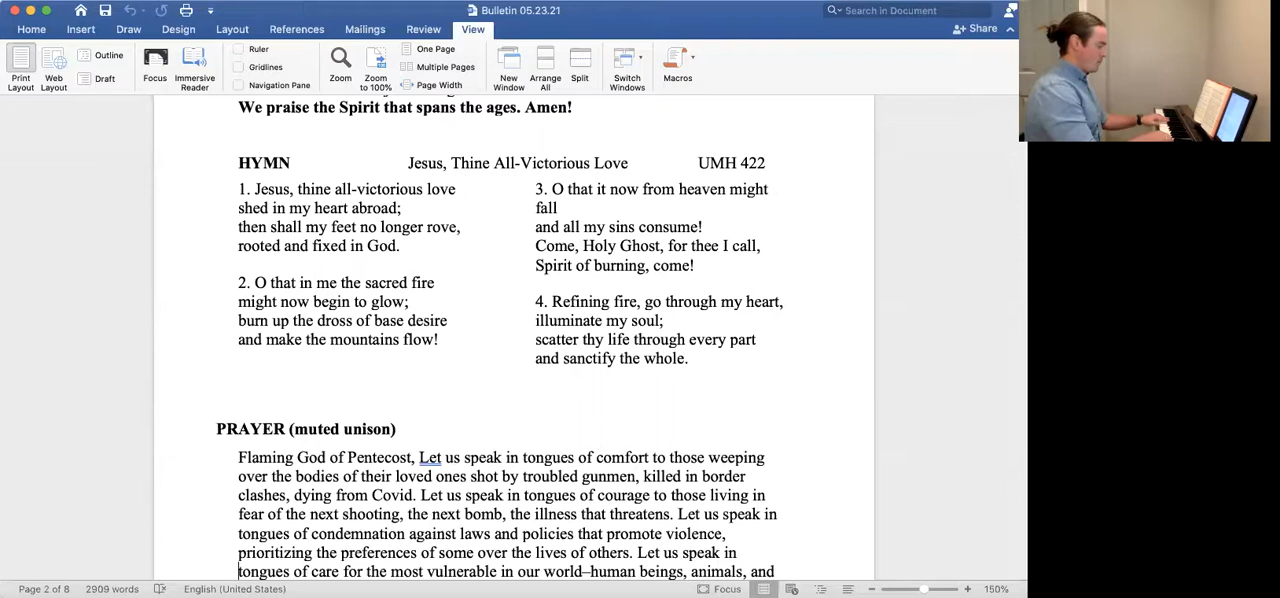 Bulletin 05.23.21
Search in Document
Home Insert Draw Design Layout References Mailings Review View
Share
Print Layout
Web Layout
Outline
Draft
Focus
Immersive Reader
Ruler
Gridlines
Navigation Pane
Zoom
Zoom to 100%
One Page
Multiple Pages
Page Width
New Window
Arrange All
Split
Switch Windows
Macros
We praise the Spirit that spans the ages. Amen!
HYMN Jesus, Thine All-Victorious Love UMH 422
1. Jesus, thine all-victorious love
shed in my heart abroad;
then shall my feet no longer rove,
rooted and fixed in God.
2. O that in me the sacred fire
might now begin to glow;
burn up the dross of base desire
and make the mountains flow!
3. O that it now from heaven might
fall
and all my sins consume!
Come, Holy Ghost, for thee I call,
Spirit of burning, come!
4. Refining fire, go through my heart,
illuminate my soul;
scatter thy life through every part
and sanctify the whole.
PRAYER (muted unison)
Flaming God of Pentecost, Let us speak in tongues of comfort to those weeping
over the bodies of their loved ones shot by troubled gunmen, killed in border
clashes, dying from Covid. Let us speak in tongues of courage to those living in
fear of the next shooting, the next bomb, the illness that threatens. Let us speak in
tongues of condemnation against laws and policies that promote violence,
prioritizing the preferences of some over the lives of others. Let us speak in
tongues of care for the most vulnerable in our world–human beings, animals, and
Page 2 of 8 2909 words English (United States) Focus 150%